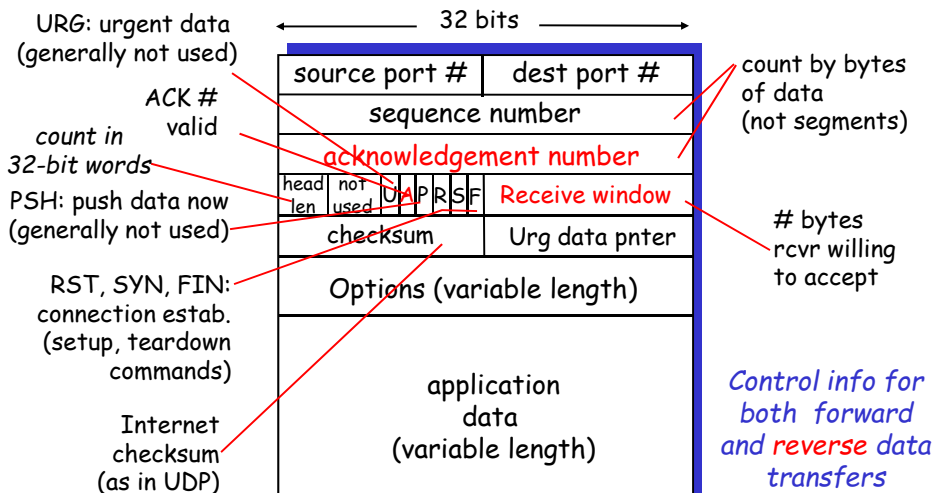 32 bits
URG: urgent data
(generally not used)
ACK #
valid
count in
32-bit words
PSH: push data now
(generally not used)
RST, SYN, FIN:
connection estab.
(setup, teardown
commands)
Internet
checksum
(as in UDP)
source port #
dest port #
sequence number
acknowledgement number
head
len
not
used
U
A
P
R
S
F
Receive window
checksum
Urg data pnter
Options (variable length)
application
data
(variable length)
count by bytes
of data
(not segments)
# bytes
rcvr willing
to accept
Control info for
both forward
and reverse data
transfers